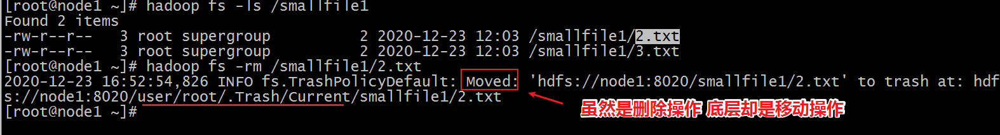 [root@node1 ~]# hadoop fs -ls /smallfile1
Found 2 items
-rw-r--r--   3 root supergroup          2 2020-12-23 12:03 /smallfile1/2.txt
-rw-r--r--   3 root supergroup          2 2020-12-23 12:03 /smallfile1/3.txt
[root@node1 ~]# hadoop fs -rm /smallfile1/2.txt
2020-12-23 16:52:54,826 INFO fs.TrashPolicyDefault: Moved: 'hdfs://node1:8020/smallfile1/2.txt' to trash at: hdf
s://node1:8020/user/root/.Trash/Current/smallfile1/2.txt
[root@node1 ~]#
虽然是删除操作 底层却是移动操作